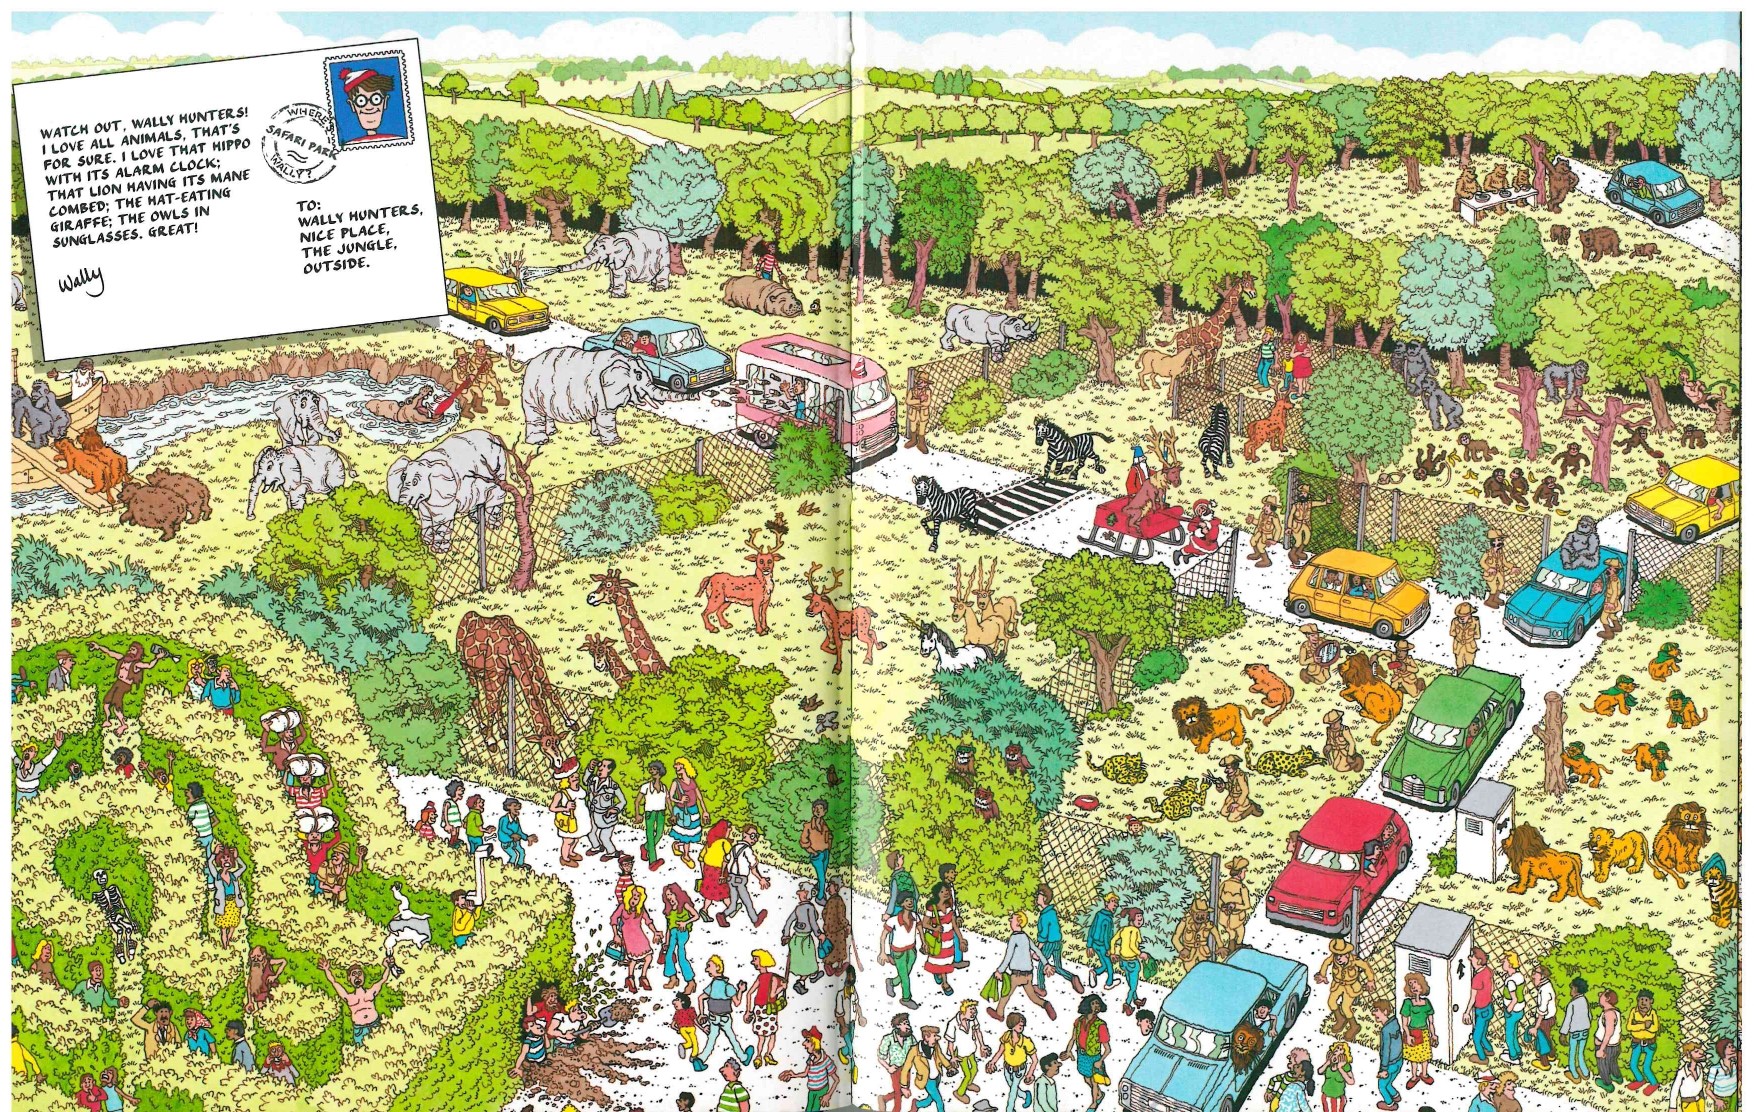 WATCH OUT, WALLY HUNTERS!
I LOVE ALL ANIMALS, THAT'S
FOR SURE. I LOVE THAT HIPPO
WITH ITS ALARM CLOCK;
THAT LION HAVING ITS MANE
COMBED; THE HAT-EATING
GIRAFFE; THE OWLS IN
SUNGLASSES. GREAT!
Wally
WHERE'S
SAFARI PARK
WALLY?
TO:
WALLY HUNTERS,
NICE PLACE,
THE JUNGLE,
OUTSIDE.